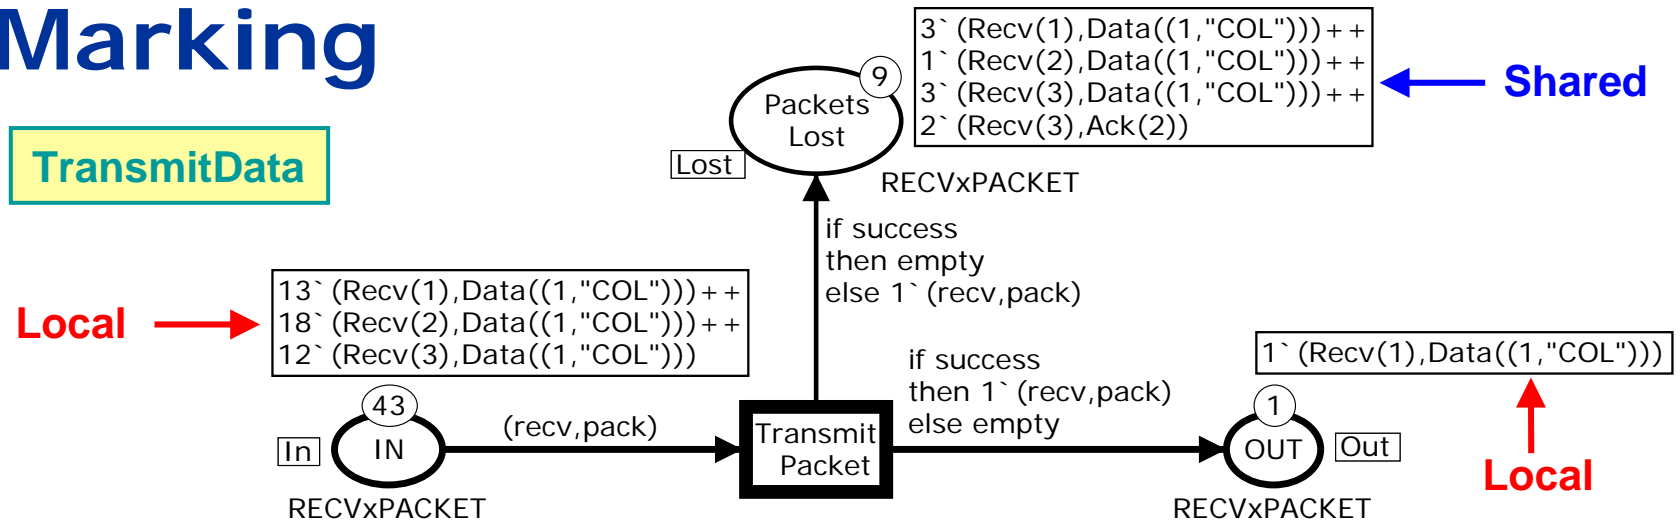 Marking
TransmitData
3`(Recv(1),Data((1,"COL")))++
1`(Recv(2),Data((1,"COL")))++
3`(Recv(3),Data((1,"COL")))++
2`(Recv(3),Ack(2))
Shared
9
Packets
Lost
Lost
RECVxPACKET
if success
then empty
else 1`(recv,pack)
Local
13`(Recv(1),Data((1,"COL")))++
18`(Recv(2),Data((1,"COL")))++
12`(Recv(3),Data((1,"COL")))
43
In
IN
RECVxPACKET
(recv,pack)
Transmit
Packet
if success
then 1`(recv,pack)
else empty
1`(Recv(1),Data((1,"COL")))
1
OUT
Out
RECVxPACKET
Local